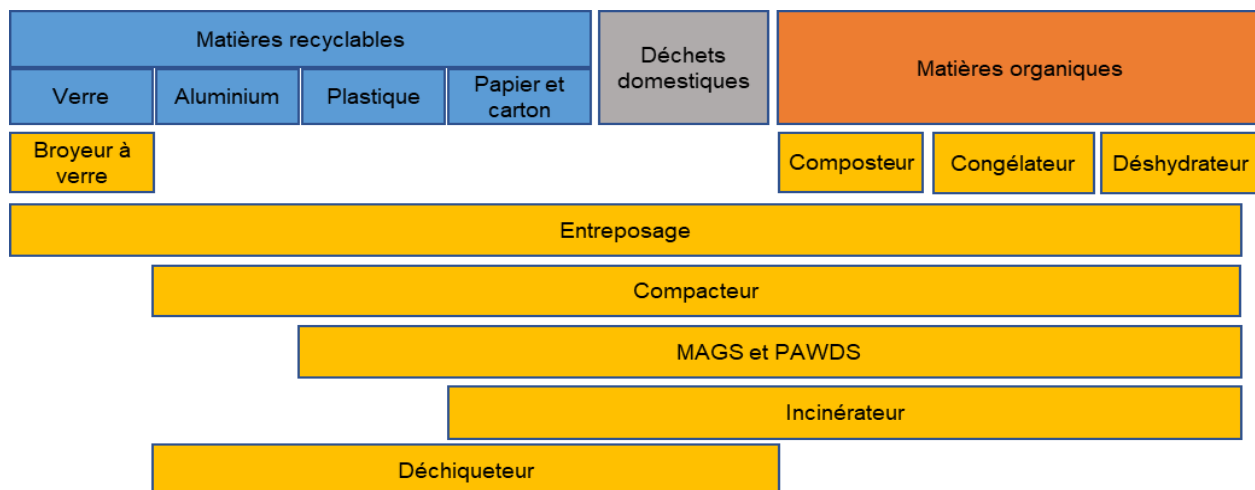 Matières recyclables
Déchets
domestiques
Matières organiques
Verre
Aluminium
Plastique
Papier et
carton
Broyeur à
verre
Composteur
Congélateur
Déshydrateur
Entreposage
Compacteur
MAGS et PAWDS
Incinérateur
Déchiqueteur